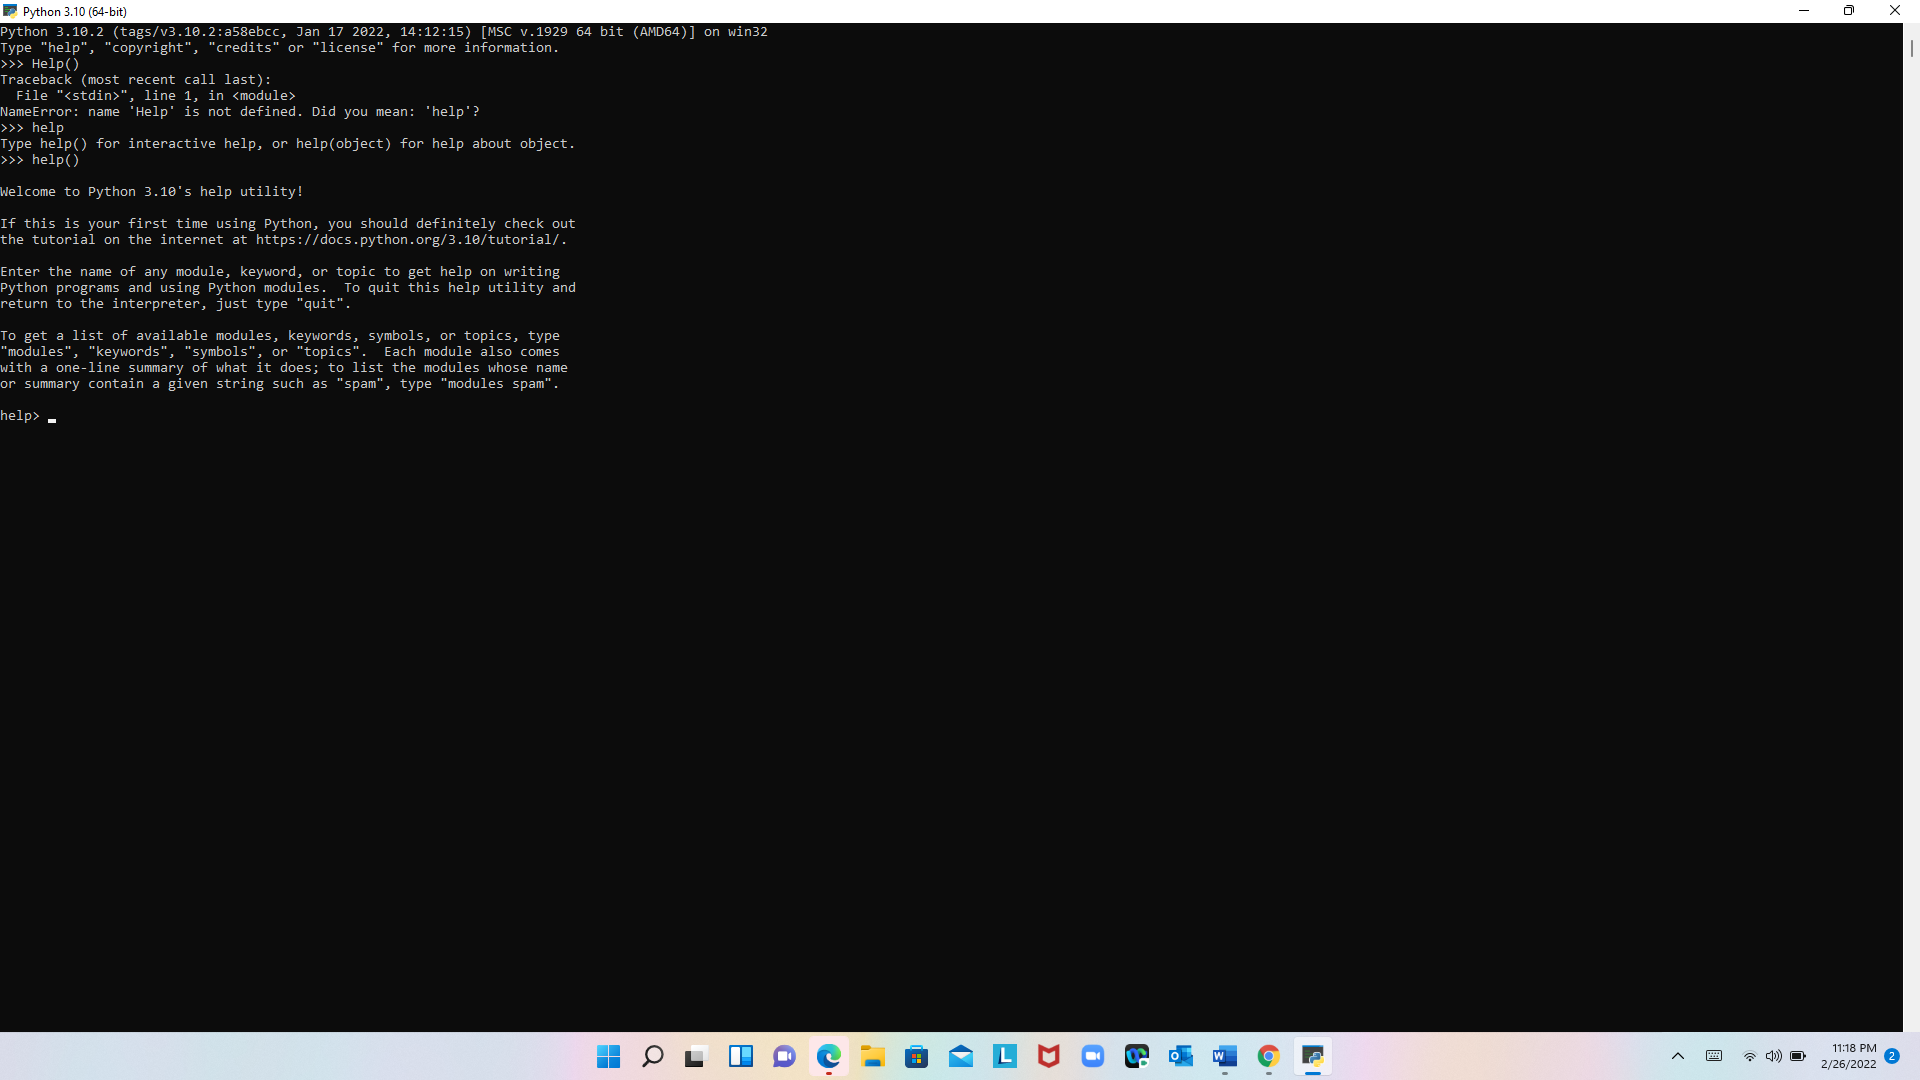 Python 3.10 (64-bit)
Python 3.10.2 (tags/v3.10.2:a58ebcc, Jan 17 2022, 14:12:15) [MSC v.1929 64 bit (AMD64)] on win32
Type "help", "copyright", "credits" or "license" for more information.
>>> Help()
Traceback (most recent call last):
  File "<stdin>", line 1, in <module>
NameError: name 'Help' is not defined. Did you mean: 'help'?
>>> help
Type help() for interactive help, or help(object) for help about object.
>>> help()
Welcome to Python 3.10's help utility!
If this is your first time using Python, you should definitely check out
the tutorial on the internet at https://docs.python.org/3.10/tutorial/.
Enter the name of any module, keyword, or topic to get help on writing
Python programs and using Python modules.  To quit this help utility and
return to the interpreter, just type "quit".
To get a list of available modules, keywords, symbols, or topics, type
"modules", "keywords", "symbols", or "topics".  Each module also comes
with a one-line summary of what it does; to list the modules whose name
or summary contain a given string such as "spam", type "modules spam".
help>
L
W
11:18 PM
2/26/2022
2